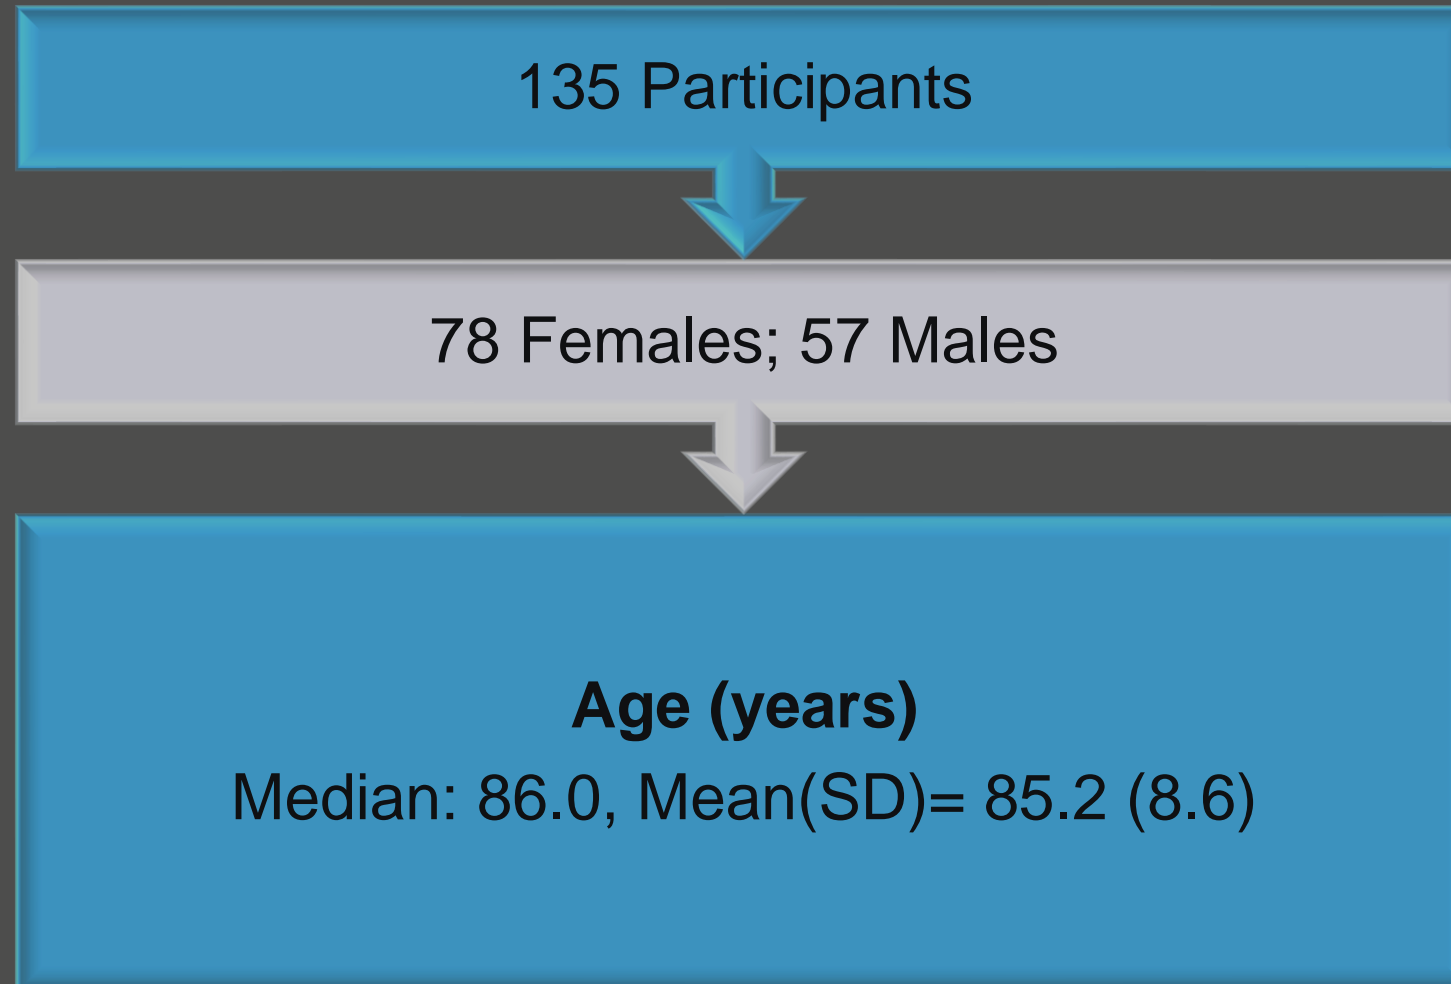 135 Participants
78 Females; 57 Males
Age (years)
Median: 86.0, Mean(SD)= 85.2 (8.6)